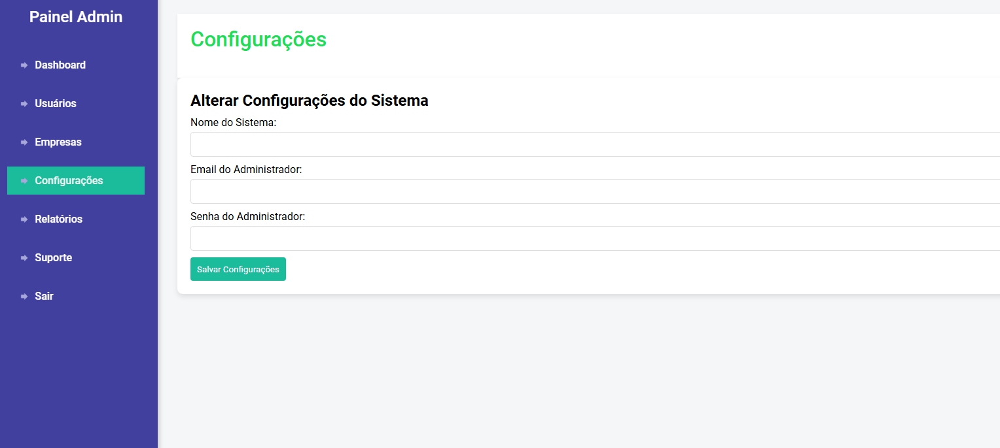 Painel Admin
Dashboard
Usuários
Empresas
Configurações
Relatórios
Suporte
Sair
Configurações
Alterar Configurações do Sistema
Nome do Sistema:
Email do Administrador:
Senha do Administrador:
Salvar Configurações